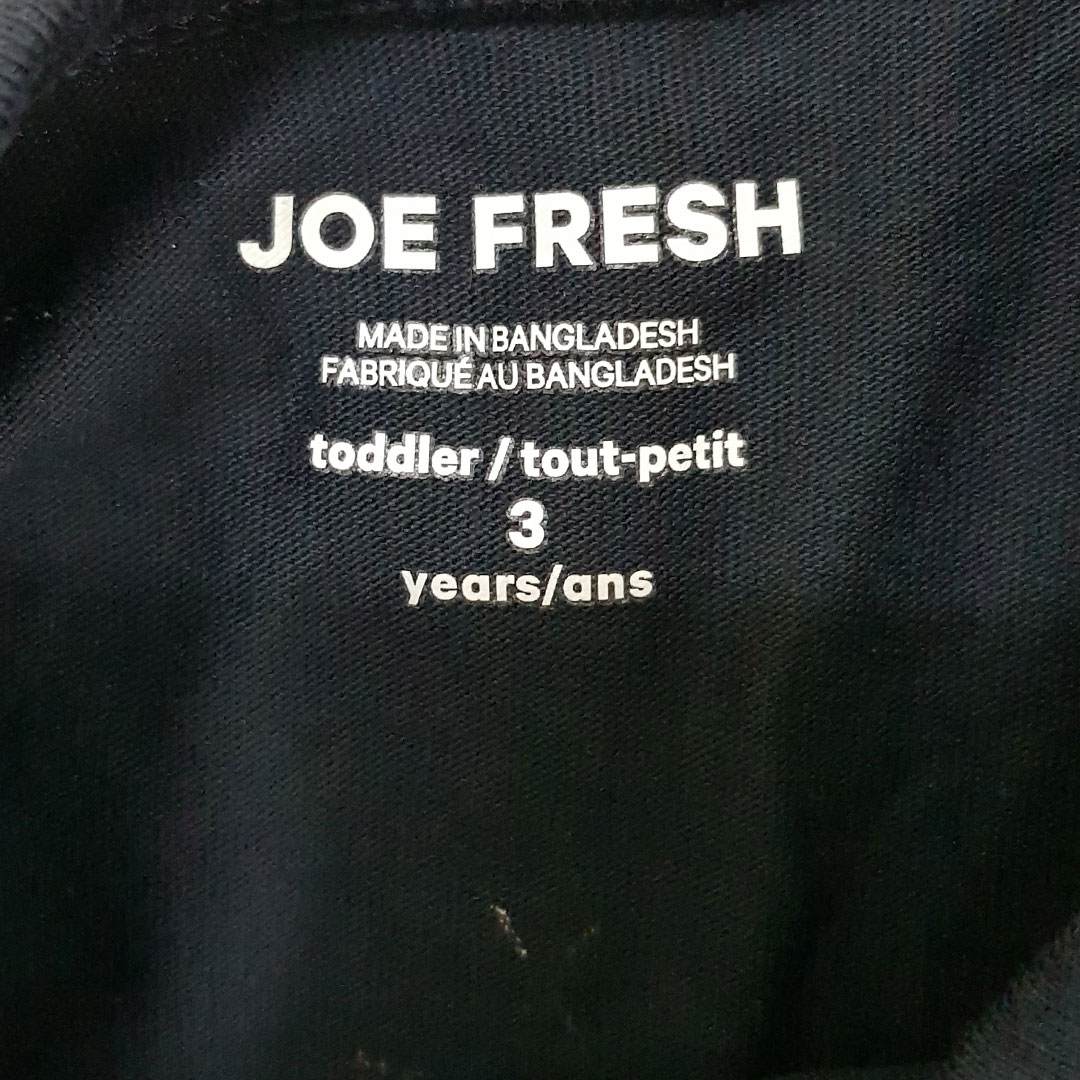 JOE FRESH
MADE IN BANGLADESH
FABRIQUÉ AU BANGLADESH
toddler / tout-petit
3
years/ans